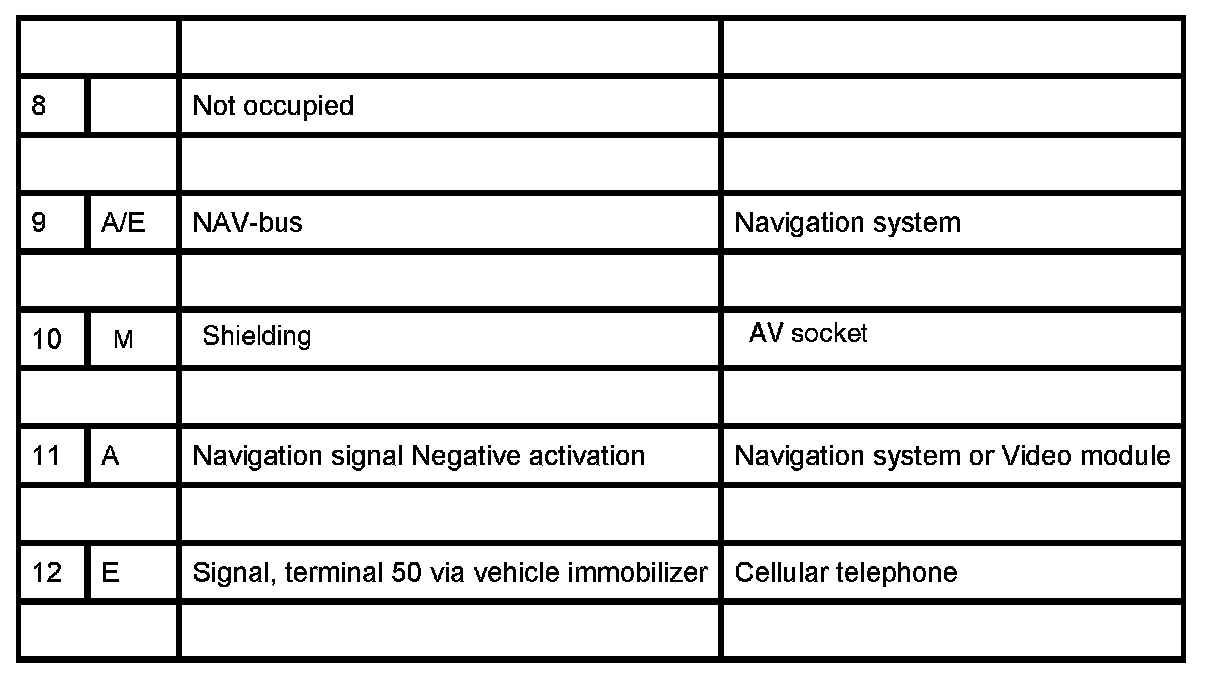 8 Not occupied
9 A/E NAV-bus Navigation system
10 M Shielding AV socket
11 A Navigation signal Negative activation Navigation system or Video module
12 E Signal, terminal 50 via vehicle immobilizer Cellular telephone